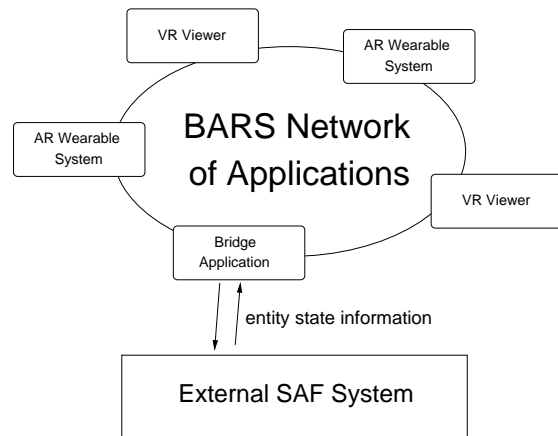 VR Viewer
AR Wearable
System
BARS Network
of Applications
AR Wearable
System
VR Viewer
Bridge
Application
entity state information
External SAF System